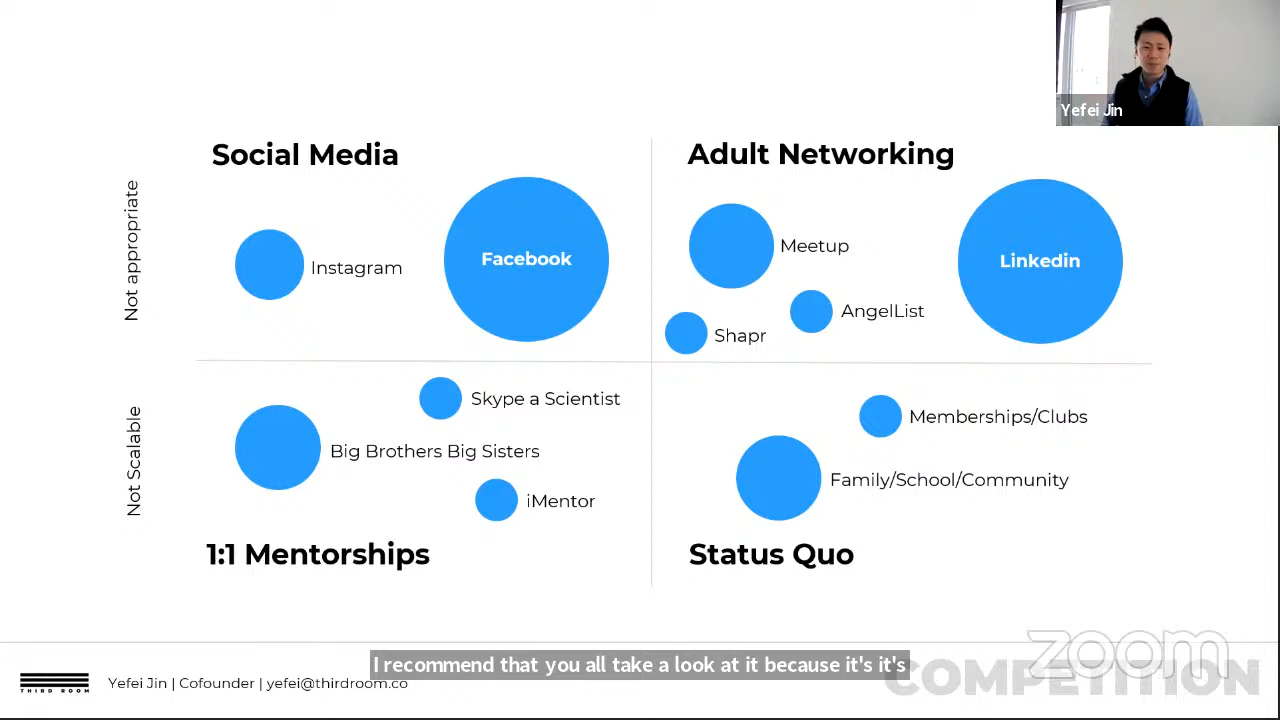 Yefei Jin
Social Media
Adult Networking
Not appropriate
Instagram
Facebook
Meetup
AngelList
Shapr
Linkedin
Not Scalable
Skype a Scientist
Big Brothers Big Sisters
iMentor
Memberships/Clubs
Family/School/Community
1:1 Mentorships
Status Quo
I recommend that you all take a look at it because it's it's
THIRD ROOM
Yefei Jin | Cofounder | yefei@thirdroom.co
COMPETITION
zoom